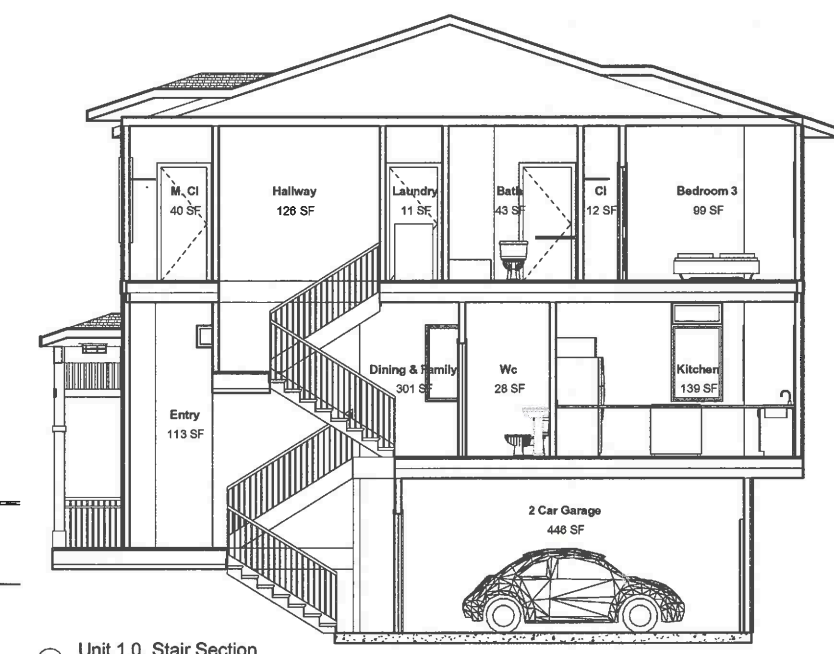 M. Cl
40 SF
Hallway
126 SF
Laundry
11 SF
Bath
43 SF
Cl
12 SF
Bedroom 3
99 SF
Dining & Family
301 SF
Wc
28 SF
Kitchen
139 SF
Entry
113 SF
2 Car Garage
446 SF
Unit 1.0 Stair Section